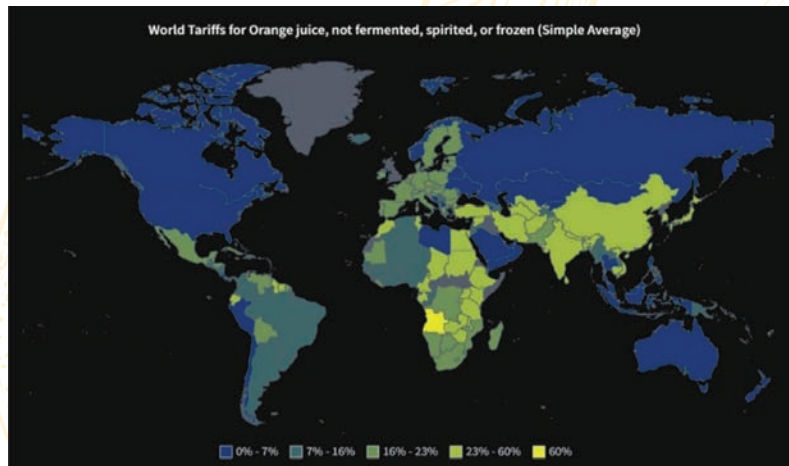 World Tariffs for Orange juice, not fermented, spirited, or frozen (Simple Average)
0% - 7% 7% - 16% 16% - 23% 23% - 60% 60%